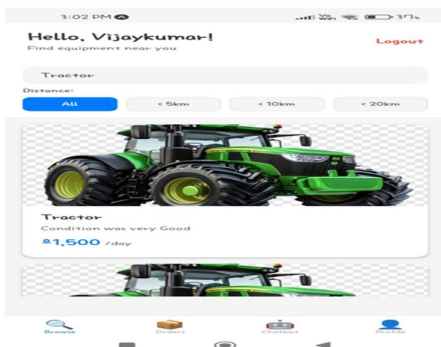 3:02 PM 37%
Hello, Vijaykumar!
Logout
Find equipment near you
Tractor
Distance:
All < 5km < 10km < 20km
Tractor
Condition was very Good
₹1,500 /day
Browse Orders Chatbot Profile